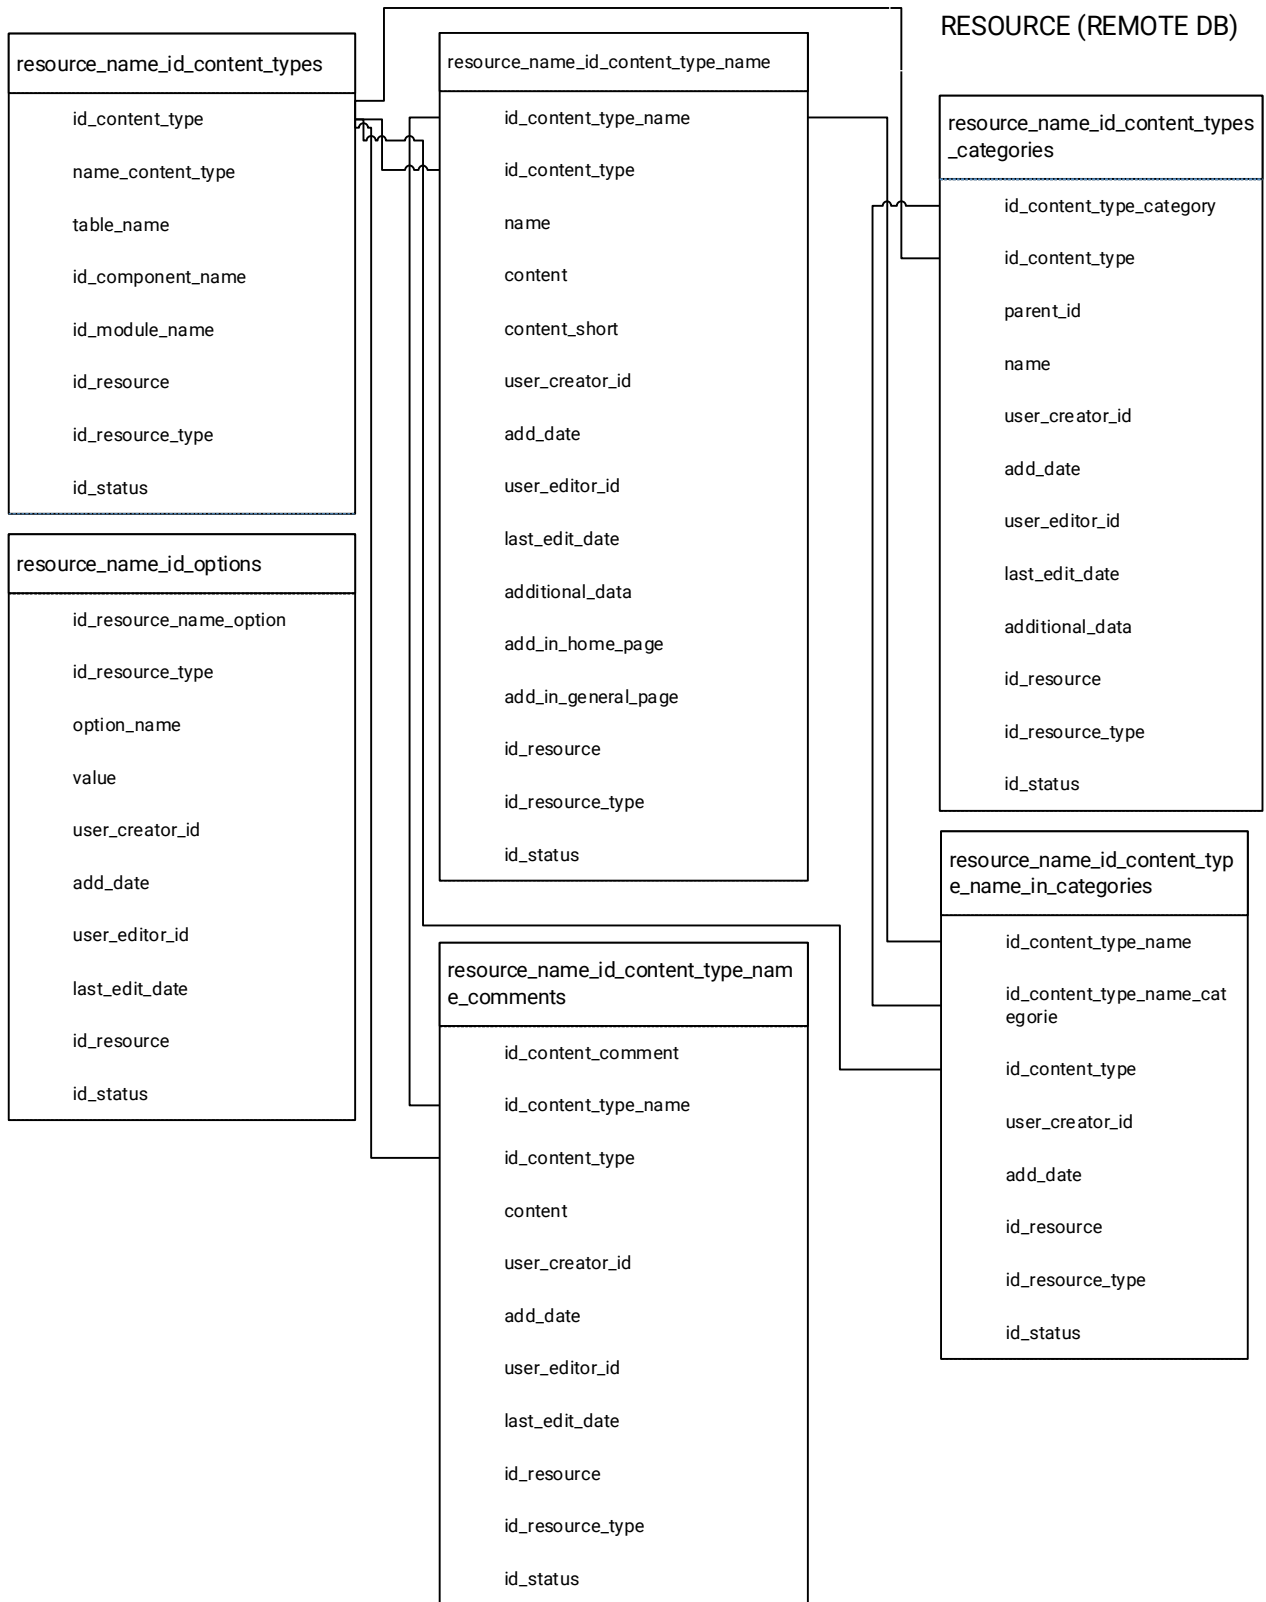 RESOURCE (REMOTE DB)
resource_name_id_content_types
id_content_type
name_content_type
table_name
id_component_name
id_module_name
id_resource
id_resource_type
id_status
resource_name_id_options
id_resource_name_option
id_resource_type
option_name
value
user_creator_id
add_date
user_editor_id
last_edit_date
id_resource
id_status
resource_name_id_content_type_name
id_content_type_name
id_content_type
name
content
content_short
user_creator_id
add_date
user_editor_id
last_edit_date
additional_data
add_in_home_page
add_in_general_page
id_resource
id_resource_type
id_status
resource_name_id_content_type_nam
e_comments
id_content_comment
id_content_type_name
id_content_type
content
user_creator_id
add_date
user_editor_id
last_edit_date
id_resource
id_resource_type
id_status
resource_name_id_content_types
_categories
id_content_type_category
id_content_type
parent_id
name
user_creator_id
add_date
user_editor_id
last_edit_date
additional_data
id_resource
id_resource_type
id_status
resource_name_id_content_typ
e_name_in_categories
id_content_type_name
id_content_type_name_cat
egorie
id_content_type
user_creator_id
add_date
id_resource
id_resource_type
id_status